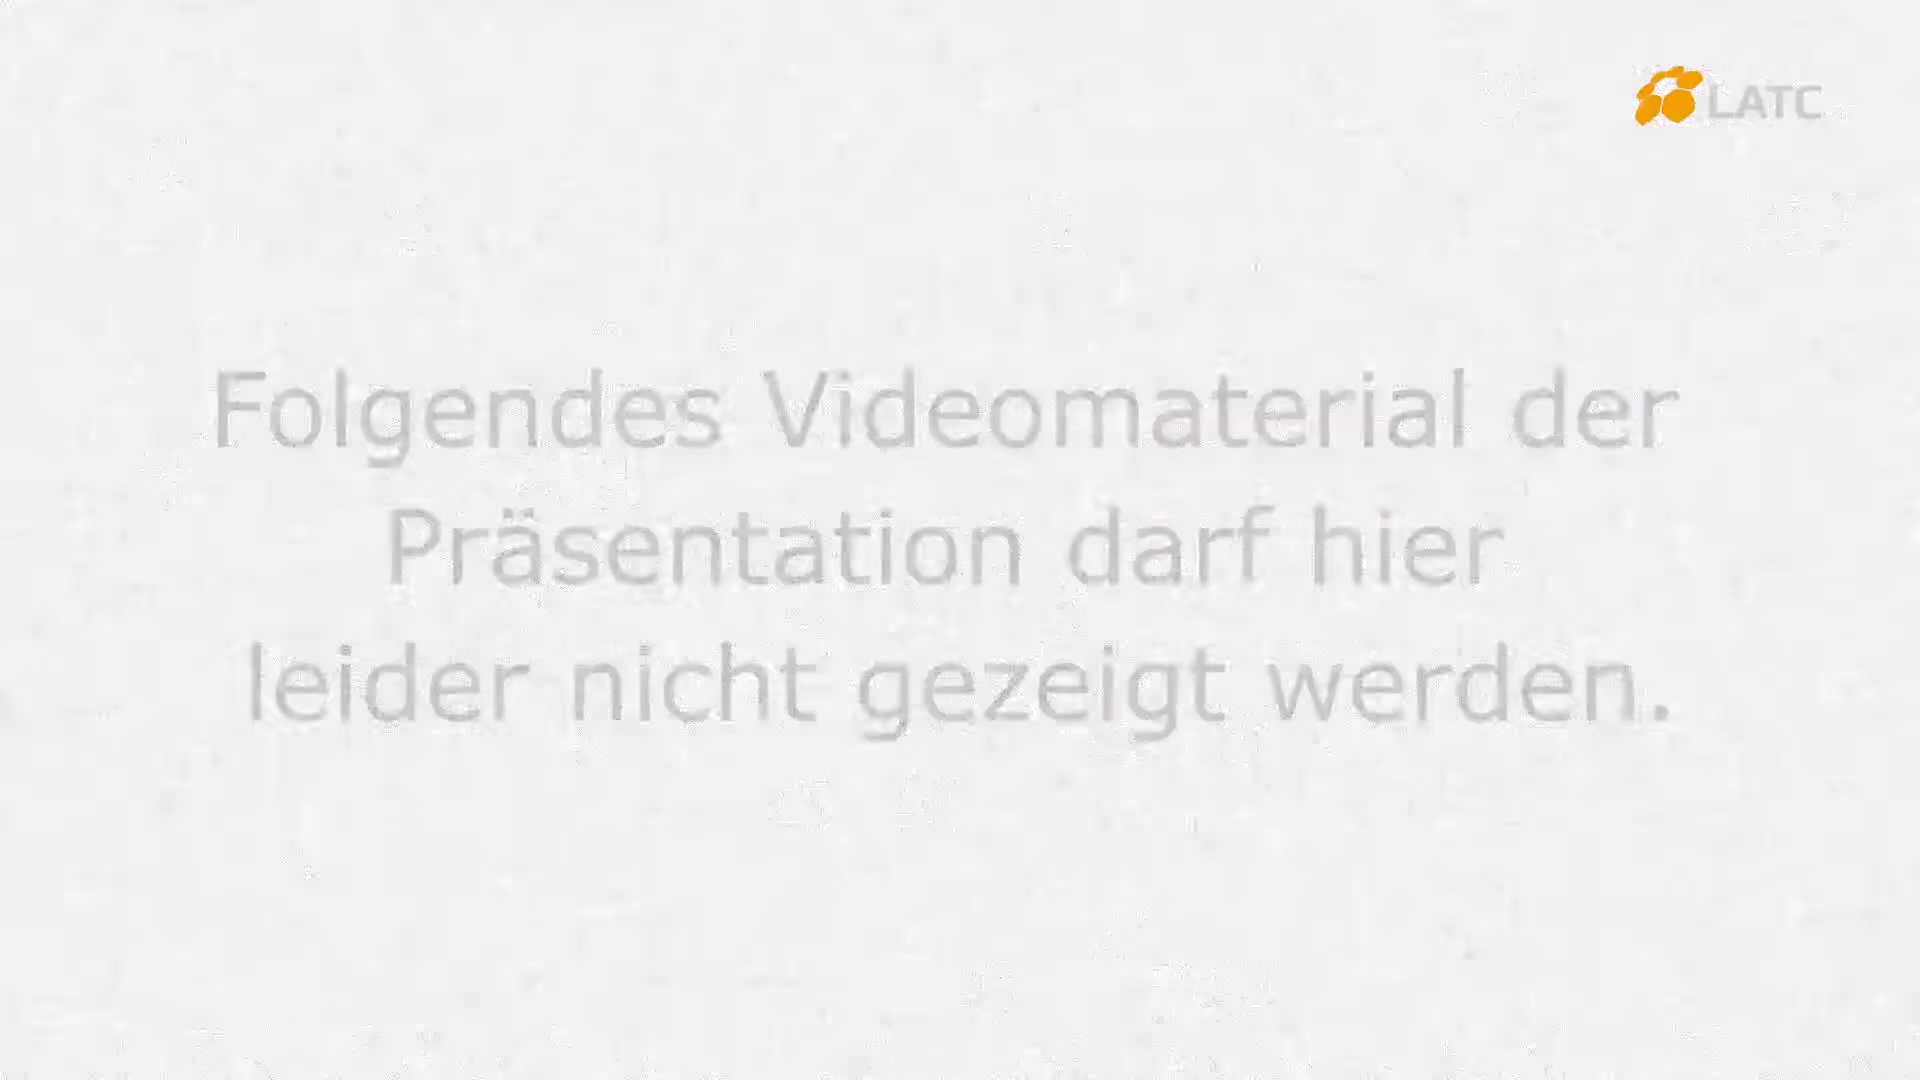 LATC
Folgendes Videomaterial der
Präsentation darf hier
leider nicht gezeigt werden.